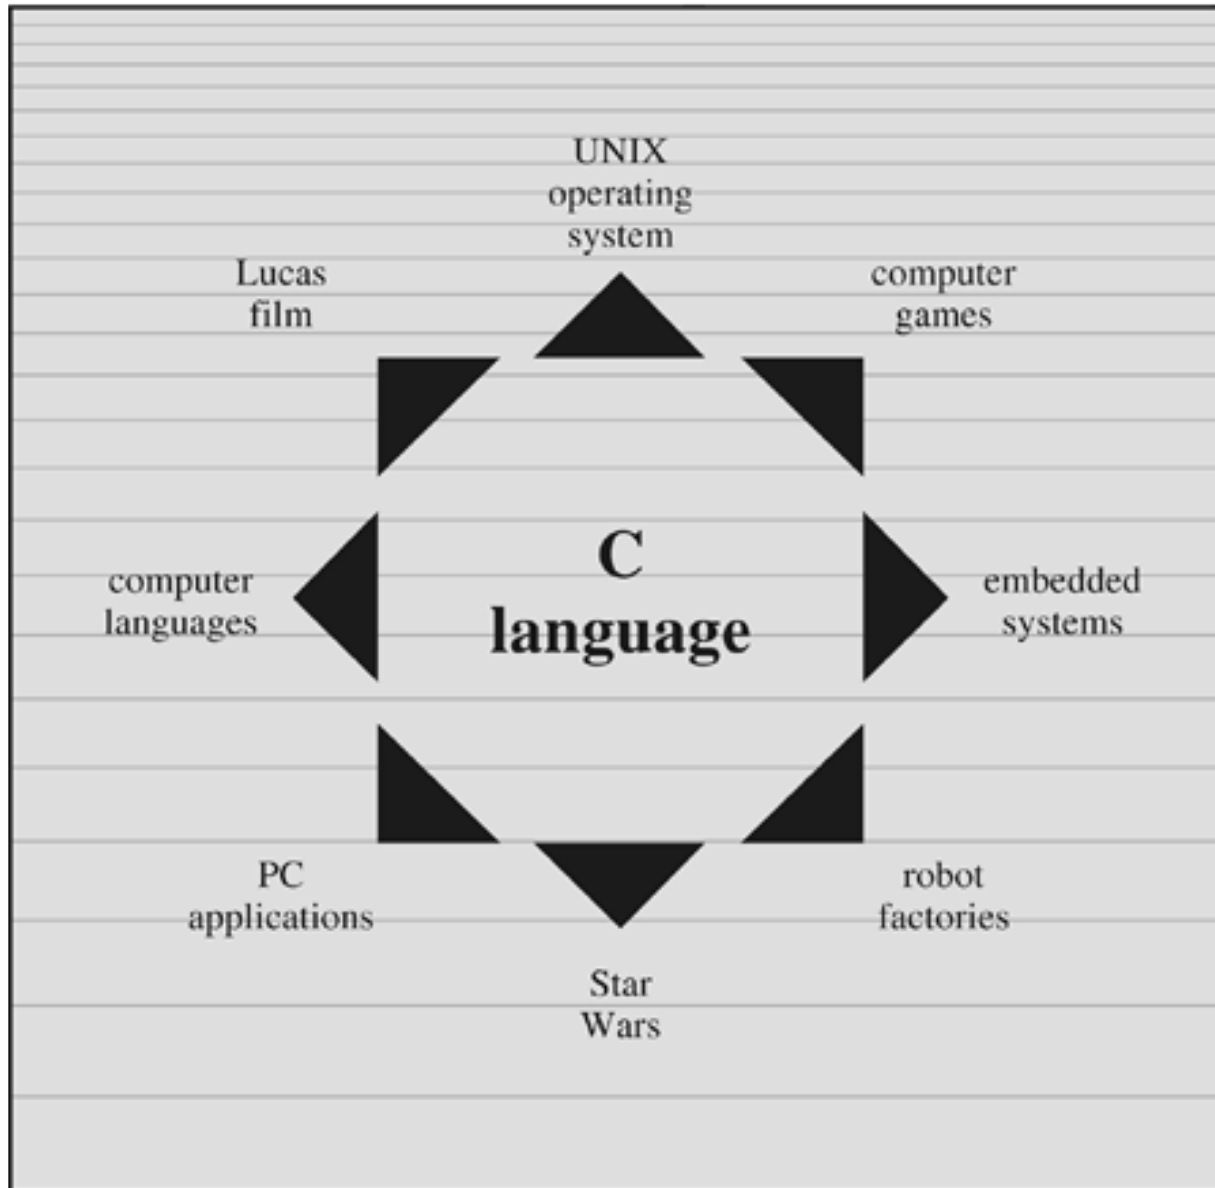 UNIX
operating
system
Lucas
film
computer
games
computer
languages
C
language
embedded
systems
PC
applications
robot
factories
Star
Wars